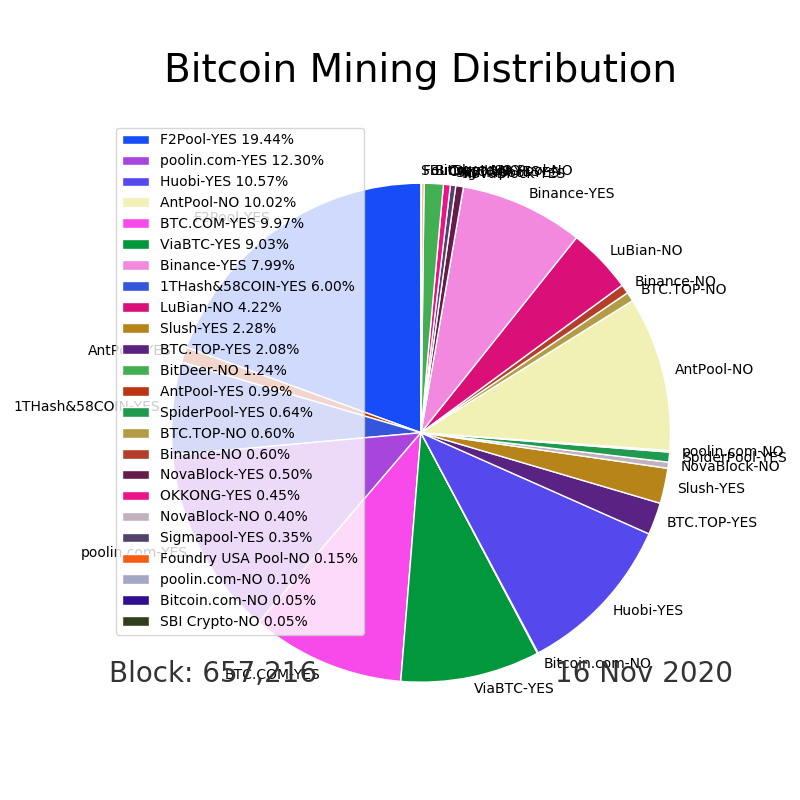 Bitcoin Mining Distribution
F2Pool-YES 19.44%
poolin.com-YES 12.30%
Huobi-YES 10.57%
AntPool-NO 10.02%
BTC.COM-YES 9.97%
ViaBTC-YES 9.03%
Binance-YES 7.99%
1THash&58COIN-YES 6.00%
LuBian-NO 4.22%
Slush-YES 2.28%
BTC.TOP-YES 2.08%
BitDeer-NO 1.24%
AntPool-YES 0.99%
SpiderPool-YES 0.64%
BTC.TOP-NO 0.60%
Binance-NO 0.60%
NovaBlock-YES 0.50%
OKKONG-YES 0.45%
NovaBlock-NO 0.40%
Sigmapool-YES 0.35%
Foundry USA Pool-NO 0.15%
poolin.com-NO 0.10%
Bitcoin.com-NO 0.05%
SBI Crypto-NO 0.05%
NovaBlock-YES
Binance-YES
LuBian-NO
Binance-NO
BTC.TOP-NO
AntPool-NO
poolin.com-NO
SpiderPool-YES
NovaBlock-NO
Slush-YES
BTC.TOP-YES
Huobi-YES
Bitcoin.com-NO
ViaBTC-YES
BTC.COM-YES
poolin.com-YES
1THash&58COIN-YES
AntPool-YES
F2Pool-YES
Block: 657,216
16 Nov 2020